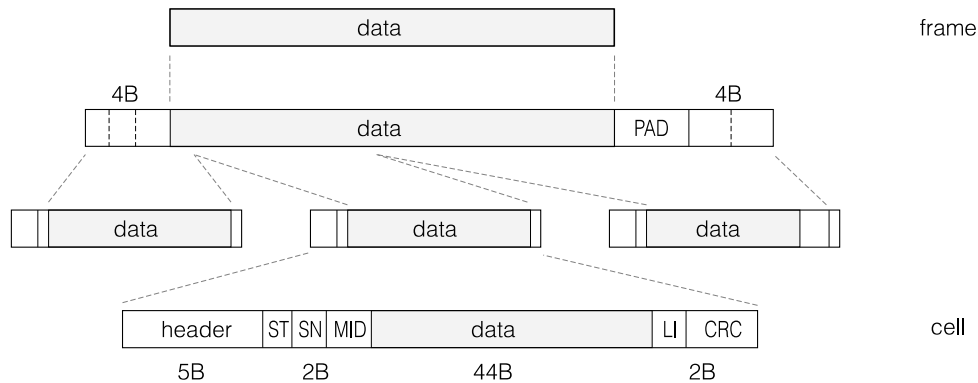 data frame
4B 4B
data PAD
data data data
header ST SN MID data LI CRC cell
5B 2B 44B 2B